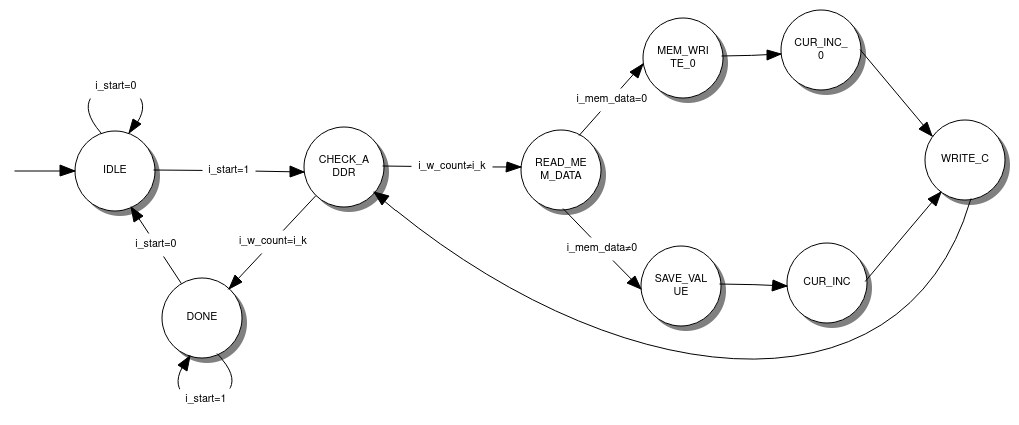 i_start=0
IDLE
i_start=1
CHECK_A
DDR
i_w_count≠i_k
READ_ME
M_DATA
i_mem_data=0
MEM_WRI
TE_0
CUR_INC_
0
WRITE_C
i_mem_data≠0
SAVE_VAL
UE
CUR_INC
i_w_count=i_k
i_start=0
DONE
i_start=1